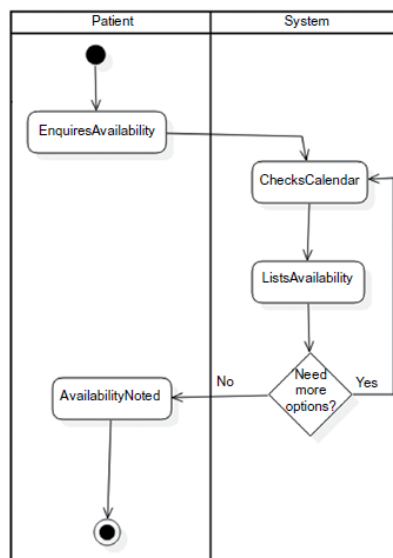 Patient
System
EnquiresAvailability
ChecksCalendar
ListsAvailability
Need
more
options?
No
Yes
AvailabilityNoted